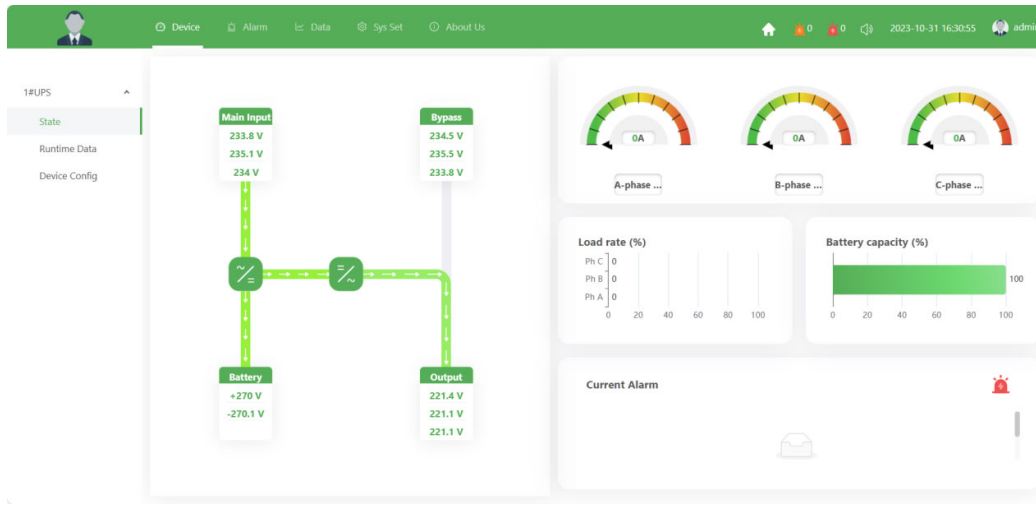 Device
Alarm
Data
Sys Set
About Us
0
0
2023-10-31 16:30:55
admin
1#UPS
State
Runtime Data
Device Config
Main Input
233.8 V
235.1 V
234 V
Bypass
234.5 V
235.5 V
233.8 V
Battery
+270 V
-270.1 V
Output
221.4 V
221.1 V
221.1 V
0A
0A
0A
A-phase ...
B-phase ...
C-phase ...
Load rate (%)
Ph C 0
Ph B 0
Ph A 0
0 20 40 60 80 100
Battery capacity (%)
100
0 20 40 60 80 100
Current Alarm